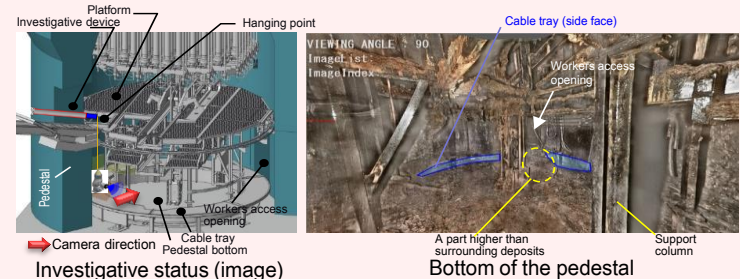 Platform
Investigative device
Hanging point
Pedestal
Workers access
opening
Cable tray
Pedestal bottom
Camera direction
Investigative status (image)
Cable tray (side face)
VIEWING ANGLE : 90
ImageList
ImageIndex
Workers access
opening
A part higher than
surrounding deposits
Support
column
Bottom of the pedestal